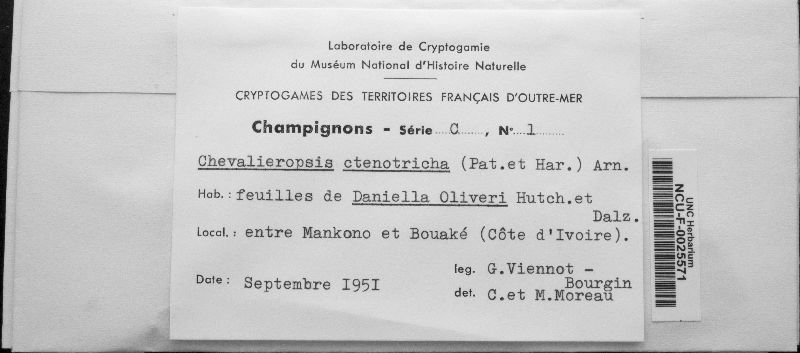 Laboratoire de Cryptogamie
du Muséum National d'Histoire Naturelle
CRYPTOGAMES DES TERRITOIRES FRANÇAIS D'OUTRE-MER
Champignons - Série C , N° 1
Chevalieropsis ctenotricha (Pat.et Har.) Arn.
Hab. : feuilles de Daniella Oliveri Hutch.et
Dalz.
Local. : entre Mankono et Bouaké (Côte d'Ivoire).
Date : Septembre I95I
leg. G.Viennot -
Bourgin
det. C.et M.Moreau
UNC Herbarium
NCU-F-0025571